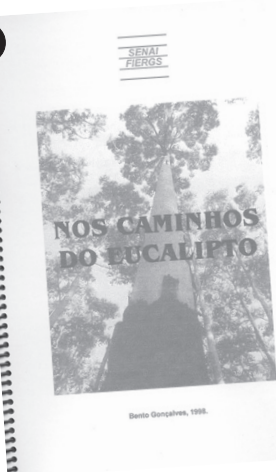 SENAI
FIERGS
NOS CAMINHOS
DO EUCALIPTO
Bento Gonçalves, 1998.